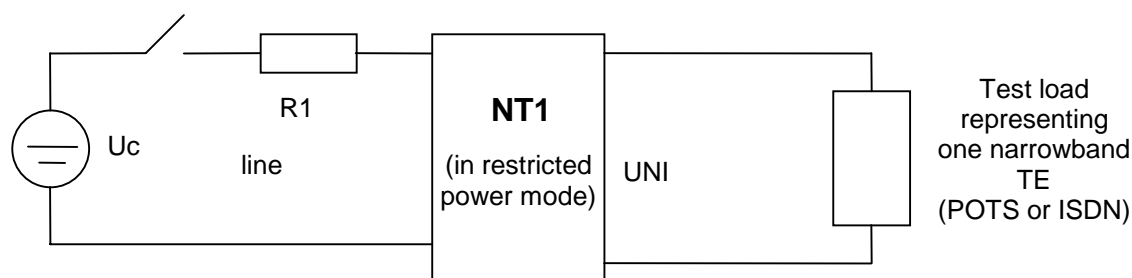 Uc
R1
line
NT1
(in restricted
power mode)
UNI
Test load
representing
one narrowband
TE
(POTS or ISDN)